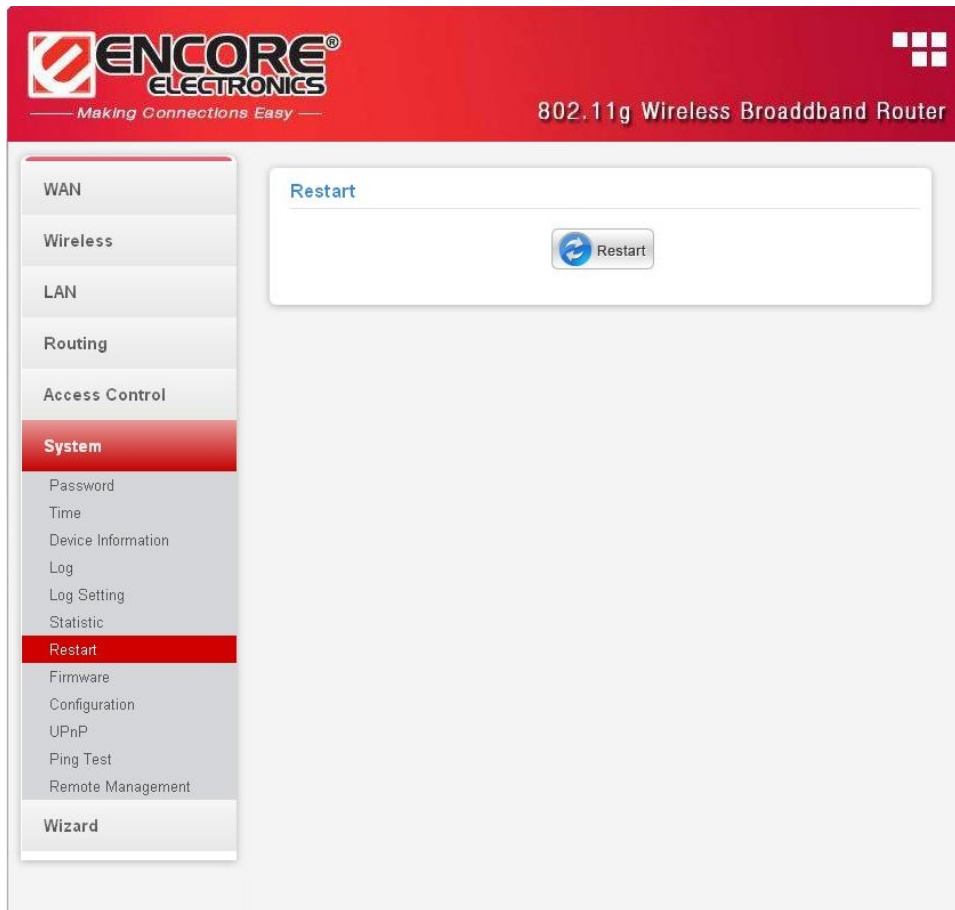 ENCORE®
ELECTRONICS
Making Connections Easy
802.11g Wireless Broaddband Router
WAN
Wireless
LAN
Routing
Access Control
System
Password
Time
Device Information
Log
Log Setting
Statistic
Restart
Firmware
Configuration
UPnP
Ping Test
Remote Management
Wizard
Restart
Restart